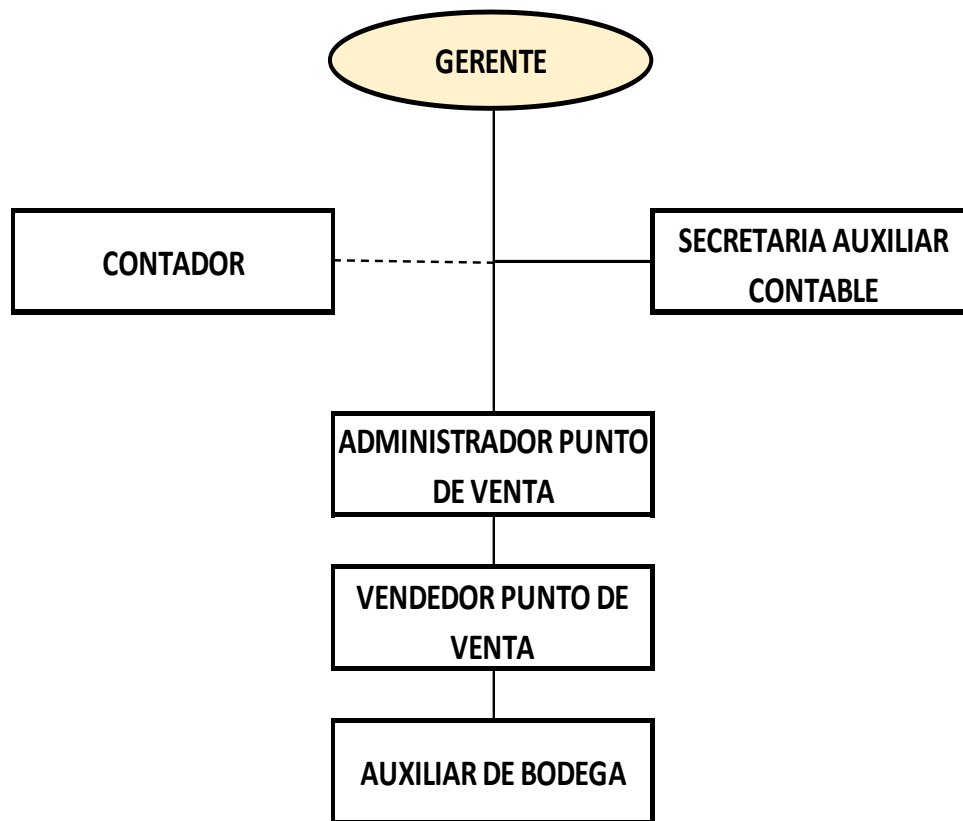 GERENTE
CONTADOR
SECRETARIA AUXILIAR
CONTABLE
ADMINISTRADOR PUNTO
DE VENTA
VENDEDOR PUNTO DE
VENTA
AUXILIAR DE BODEGA